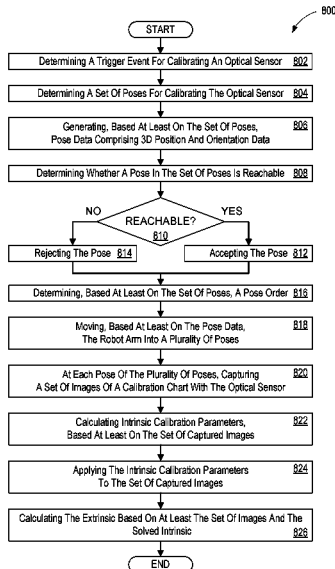 800
START
Determining A Trigger Event For Calibrating An Optical Sensor 802
Determining A Set Of Poses For Calibrating The Optical Sensor 804
Generating, Based At Least On The Set Of Poses, 806
Pose Data Comprising 3D Position And Orientation Data
Determining Whether A Pose In The Set Of Poses Is Reachable 808
NO REACHABLE? YES
810
Rejecting The Pose 814 Accepting The Pose 812
Determining, Based At Least On The Set Of Poses, A Pose Order 816
Moving, Based At Least On The Pose Data, 818
The Robot Arm Into A Plurality Of Poses
At Each Pose Of The Plurality Of Poses, Capturing 820
A Set Of Images Of A Calibration Chart With The Optical Sensor
Calculating Intrinsic Calibration Parameters, 822
Based At Least On The Set Of Captured Images
Applying The Intrinsic Calibration Parameters 824
To The Set Of Captured Images
Calculating The Extrinsic Based On At Least The Set Of Images And The
Solved Intrinsic 826
END